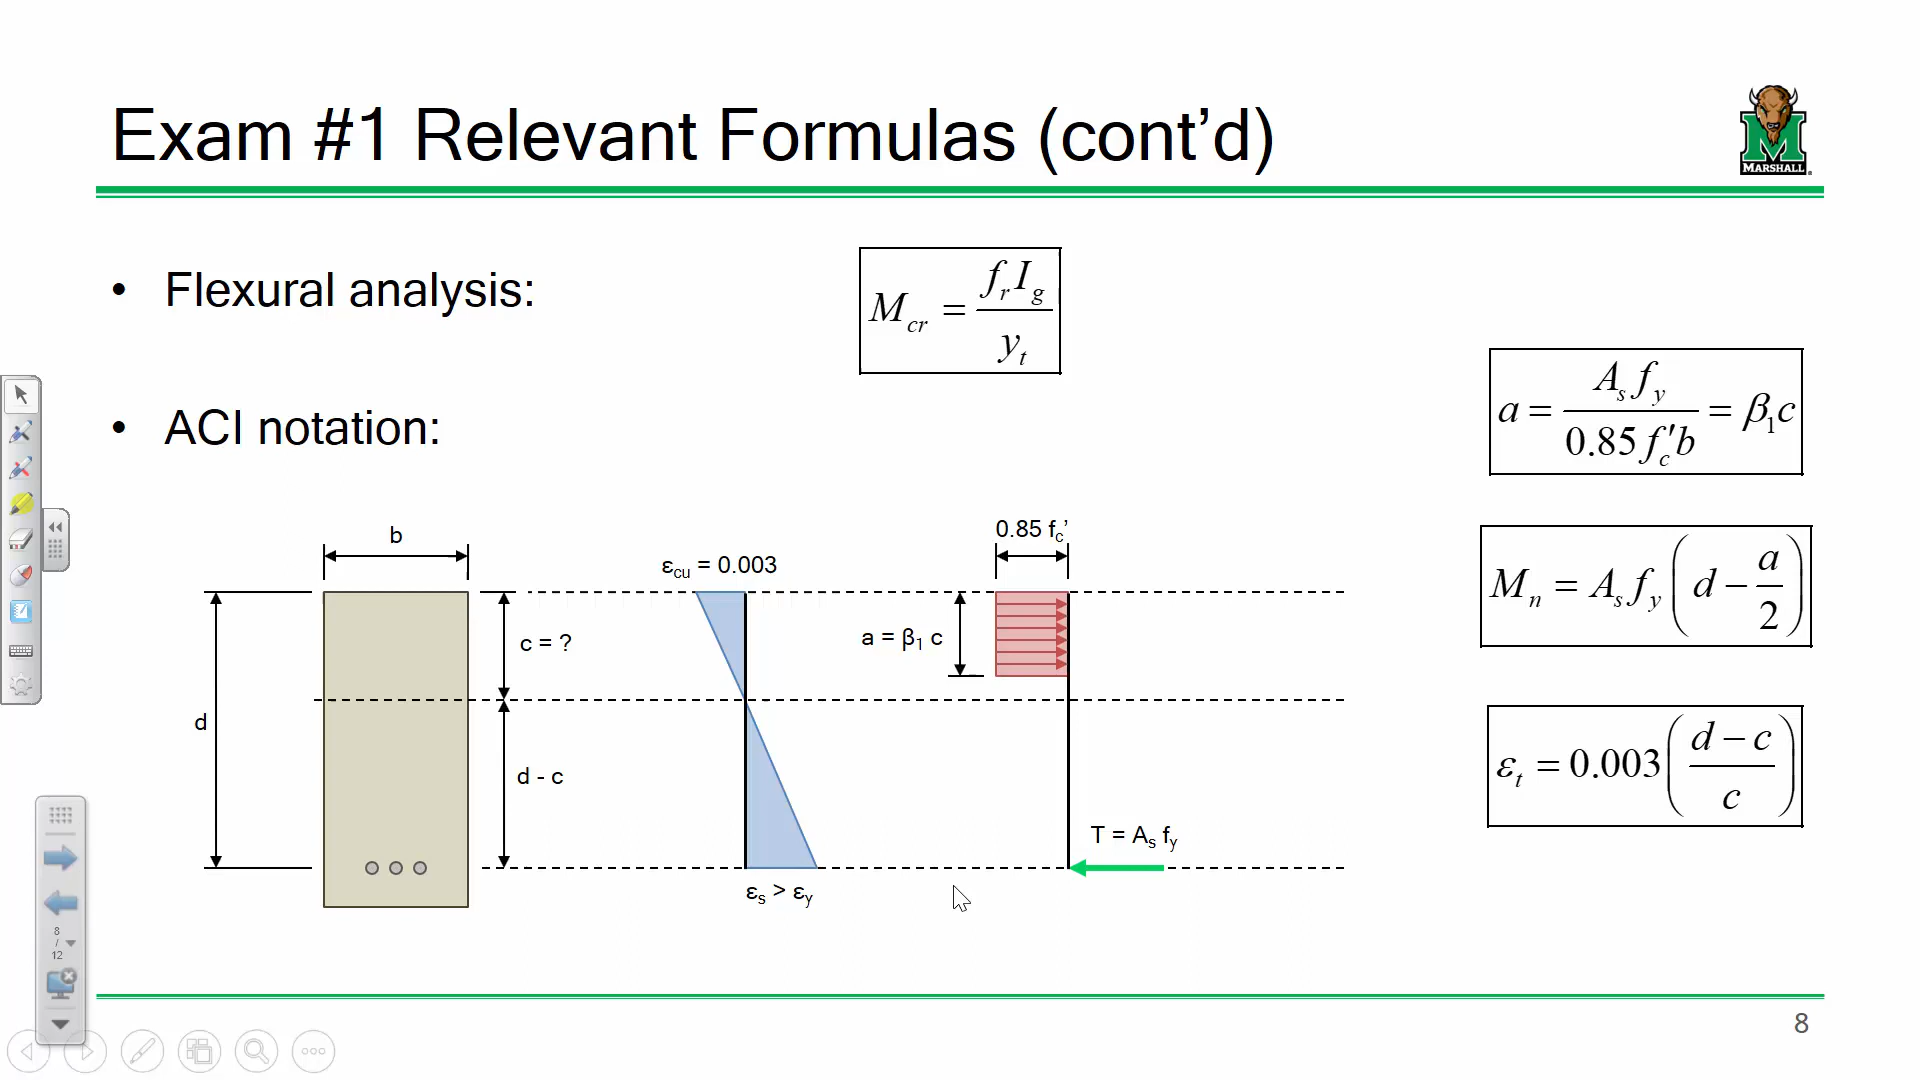 Exam #1 Relevant Formulas (cont’d)
MARSHALL
• Flexural analysis:
M_cr = f_r I_g / y_t
• ACI notation:
a = A_s f_y / 0.85 f_c′ b = β_1 c
b
0.85 f_c’
ε_cu = 0.003
c = ?
a = β_1 c
M_n = A_s f_y ( d − a / 2 )
d
d - c
ε_t = 0.003 ( d − c / c )
T = A_s f_y
ε_s > ε_y
8
/
12
8